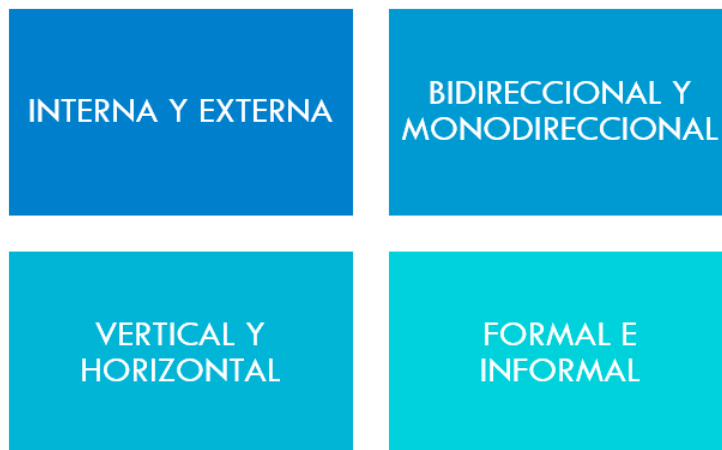 INTERNA Y EXTERNA
BIDIRECCIONAL Y
MONODIRECCIONAL
VERTICAL Y
HORIZONTAL
FORMAL E
INFORMAL